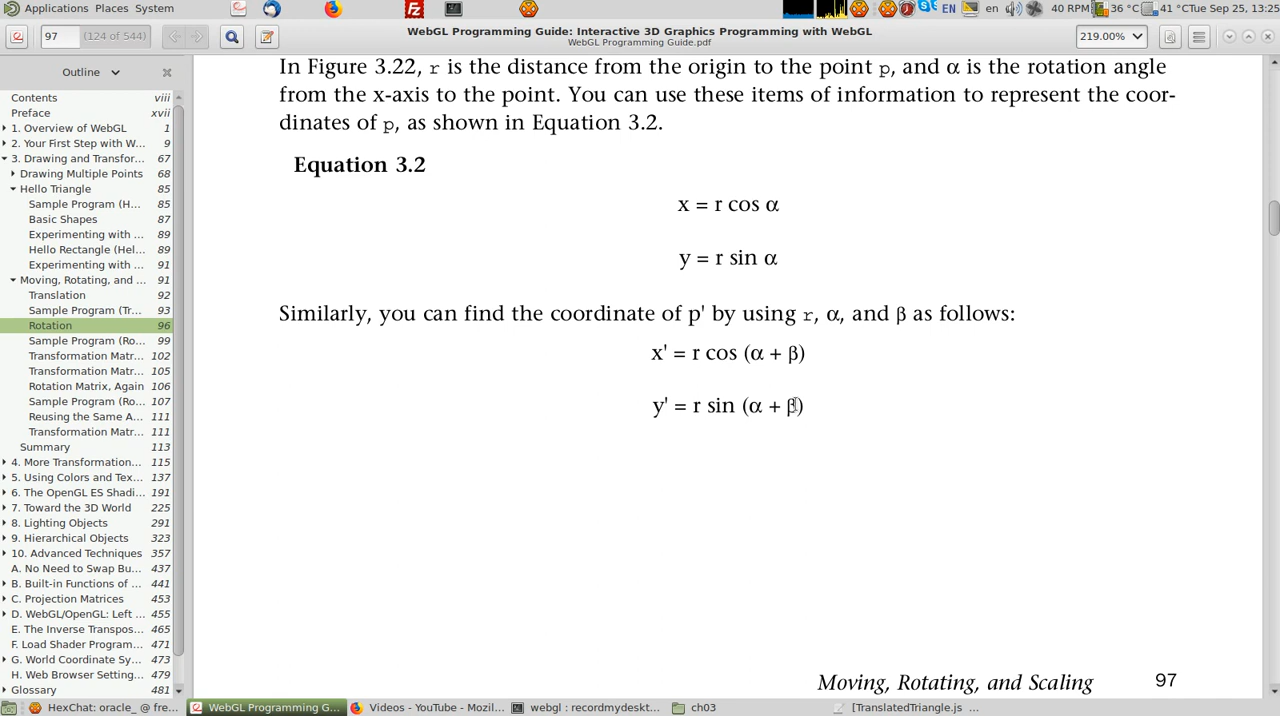 Applications Places System
EN
en
40 RPM
36 °C
41 °C
Tue Sep 25, 13:25
97
(124 of 544)
WebGL Programming Guide: Interactive 3D Graphics Programming with WebGL
WebGL Programming Guide.pdf
219.00%
Outline
Contents viii
Preface xvii
1. Overview of WebGL 1
2. Your First Step with W... 9
3. Drawing and Transfor... 67
Drawing Multiple Points 68
Hello Triangle 85
Sample Program (H... 85
Basic Shapes 87
Experimenting with ... 89
Hello Rectangle (Hel... 89
Experimenting with ... 91
Moving, Rotating, and ... 91
Translation 92
Sample Program (Tr... 93
Rotation 96
Sample Program (Ro... 99
Transformation Matr... 102
Transformation Matr... 105
Rotation Matrix, Again 106
Sample Program (Ro... 107
Reusing the Same A... 111
Transformation Matr... 111
Summary 113
4. More Transformation... 115
5. Using Colors and Tex... 137
6. The OpenGL ES Shadi... 191
7. Toward the 3D World 225
8. Lighting Objects 291
9. Hierarchical Objects 323
10. Advanced Techniques 357
A. No Need to Swap Bu... 437
B. Built-in Functions of ... 441
C. Projection Matrices 453
D. WebGL/OpenGL: Left ... 455
E. The Inverse Transpos... 465
F. Load Shader Program... 471
G. World Coordinate Sy... 473
H. Web Browser Setting... 479
Glossary 481
In Figure 3.22, r is the distance from the origin to the point p, and α is the rotation angle
from the x-axis to the point. You can use these items of information to represent the coor-
dinates of p, as shown in Equation 3.2.
Equation 3.2
x = r cos α
y = r sin α
Similarly, you can find the coordinate of p' by using r, α, and β as follows:
x' = r cos (α + β)
y' = r sin (α + β)
Moving, Rotating, and Scaling 97
HexChat: oracle_ @ fre...
WebGL Programming G...
Videos - YouTube - Mozil...
webgl : recordmydeskt...
ch03
[TranslatedTriangle.js ...